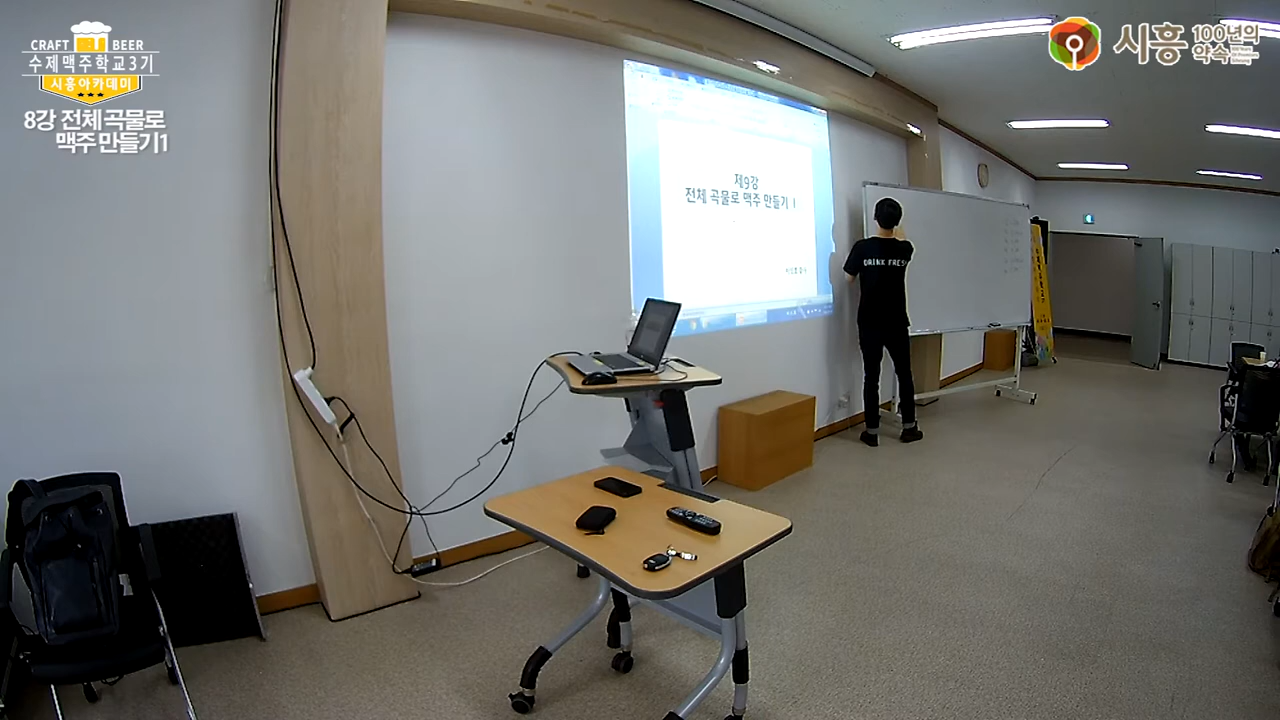 CRAFT BEER
수제맥주학교3기
시흥아카데미
8강 전체 곡물로
맥주 만들기1
시흥 100년의
약속
제9강
전체 곡물로 맥주 만들기 I
DRINK FRESH